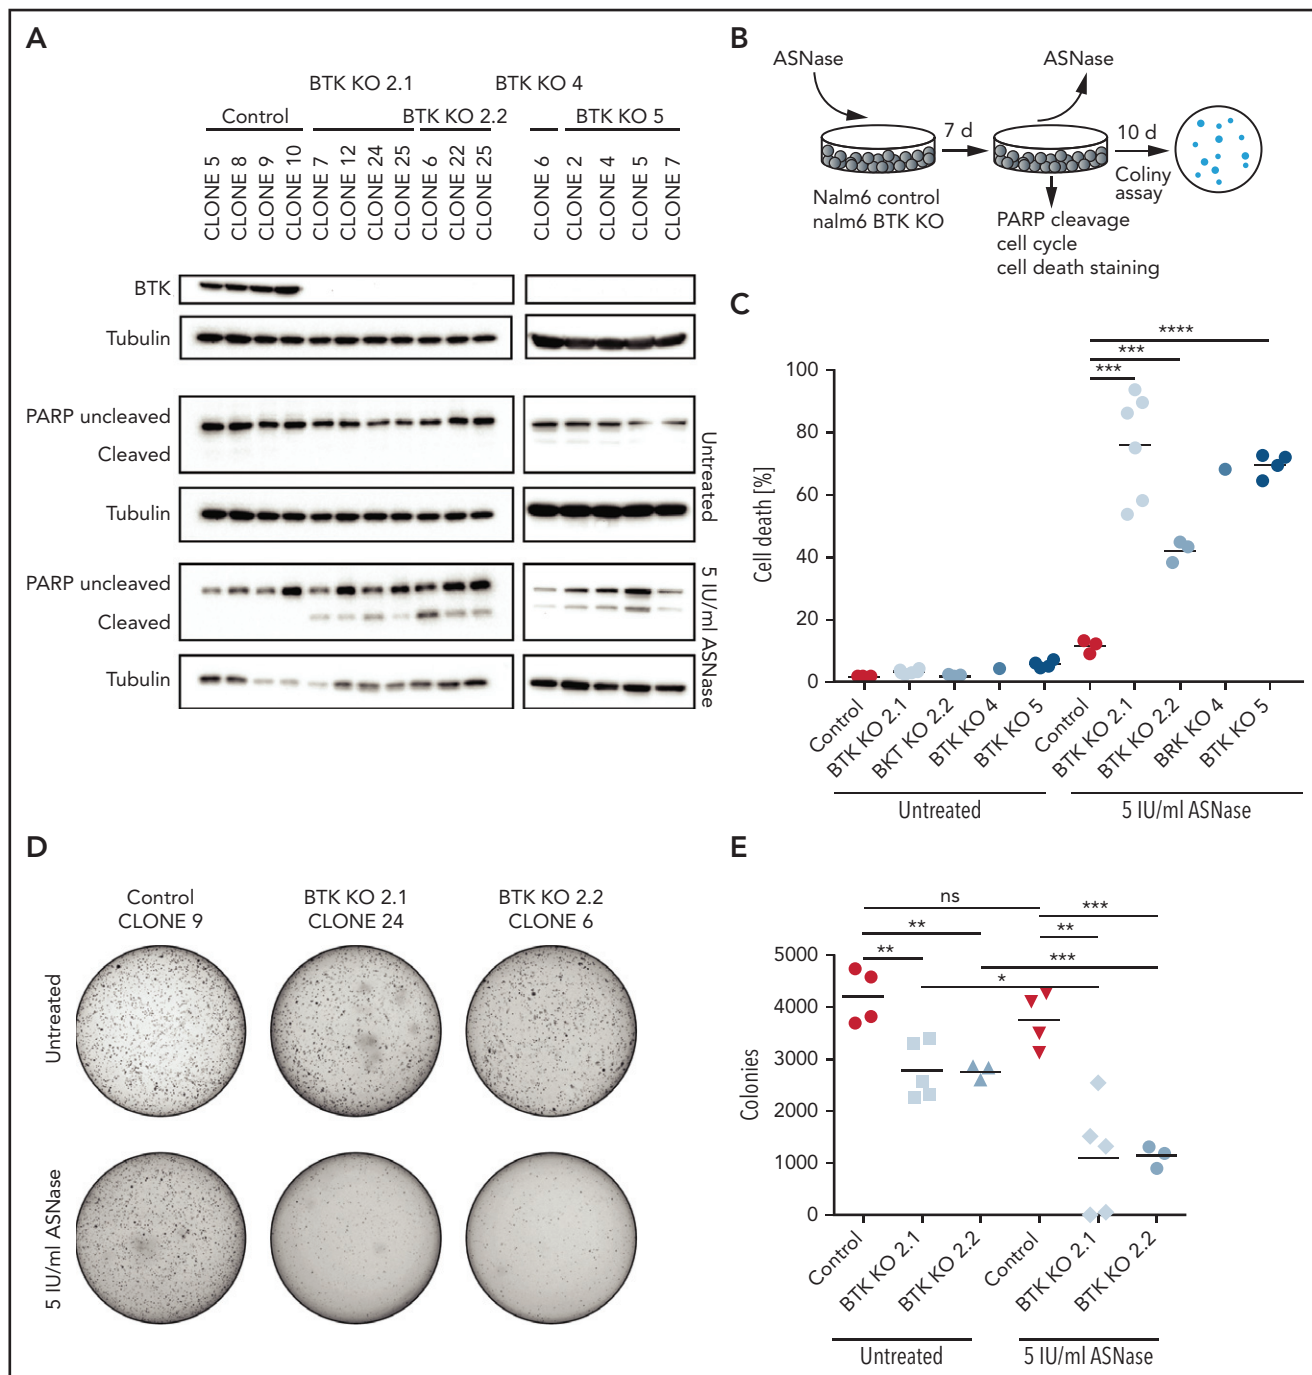 A
BTK KO 2.1
BTK KO 4
Control
BTK KO 2.2
BTK KO 5
CLONE 5
CLONE 8
CLONE 9
CLONE 10
CLONE 7
CLONE 12
CLONE 24
CLONE 25
CLONE 6
CLONE 22
CLONE 25
CLONE 6
CLONE 2
CLONE 4
CLONE 5
CLONE 7
BTK
Tubulin
PARP uncleaved
Cleaved
Tubulin
Untreated
PARP uncleaved
Cleaved
Tubulin
5 IU/ml ASNase
B
ASNase
ASNase
7 d
10 d
Coliny
assay
Nalm6 control
nalm6 BTK KO
PARP cleavage
cell cycle
cell death staining
C
****
***
***
Cell death [%]
100
80
60
40
20
0
Control
BTK KO 2.1
BKT KO 2.2
BTK KO 4
BTK KO 5
Control
BTK KO 2.1
BTK KO 2.2
BRK KO 4
BTK KO 5
Untreated
5 IU/ml ASNase
D
Control
CLONE 9
BTK KO 2.1
CLONE 24
BTK KO 2.2
CLONE 6
Untreated
5 IU/ml ASNase
E
ns
***
**
**
**
***
*
Colonies
5000
4000
3000
2000
1000
0
Control
BTK KO 2.1
BTK KO 2.2
Control
BTK KO 2.1
BTK KO 2.2
Untreated
5 IU/ml ASNase